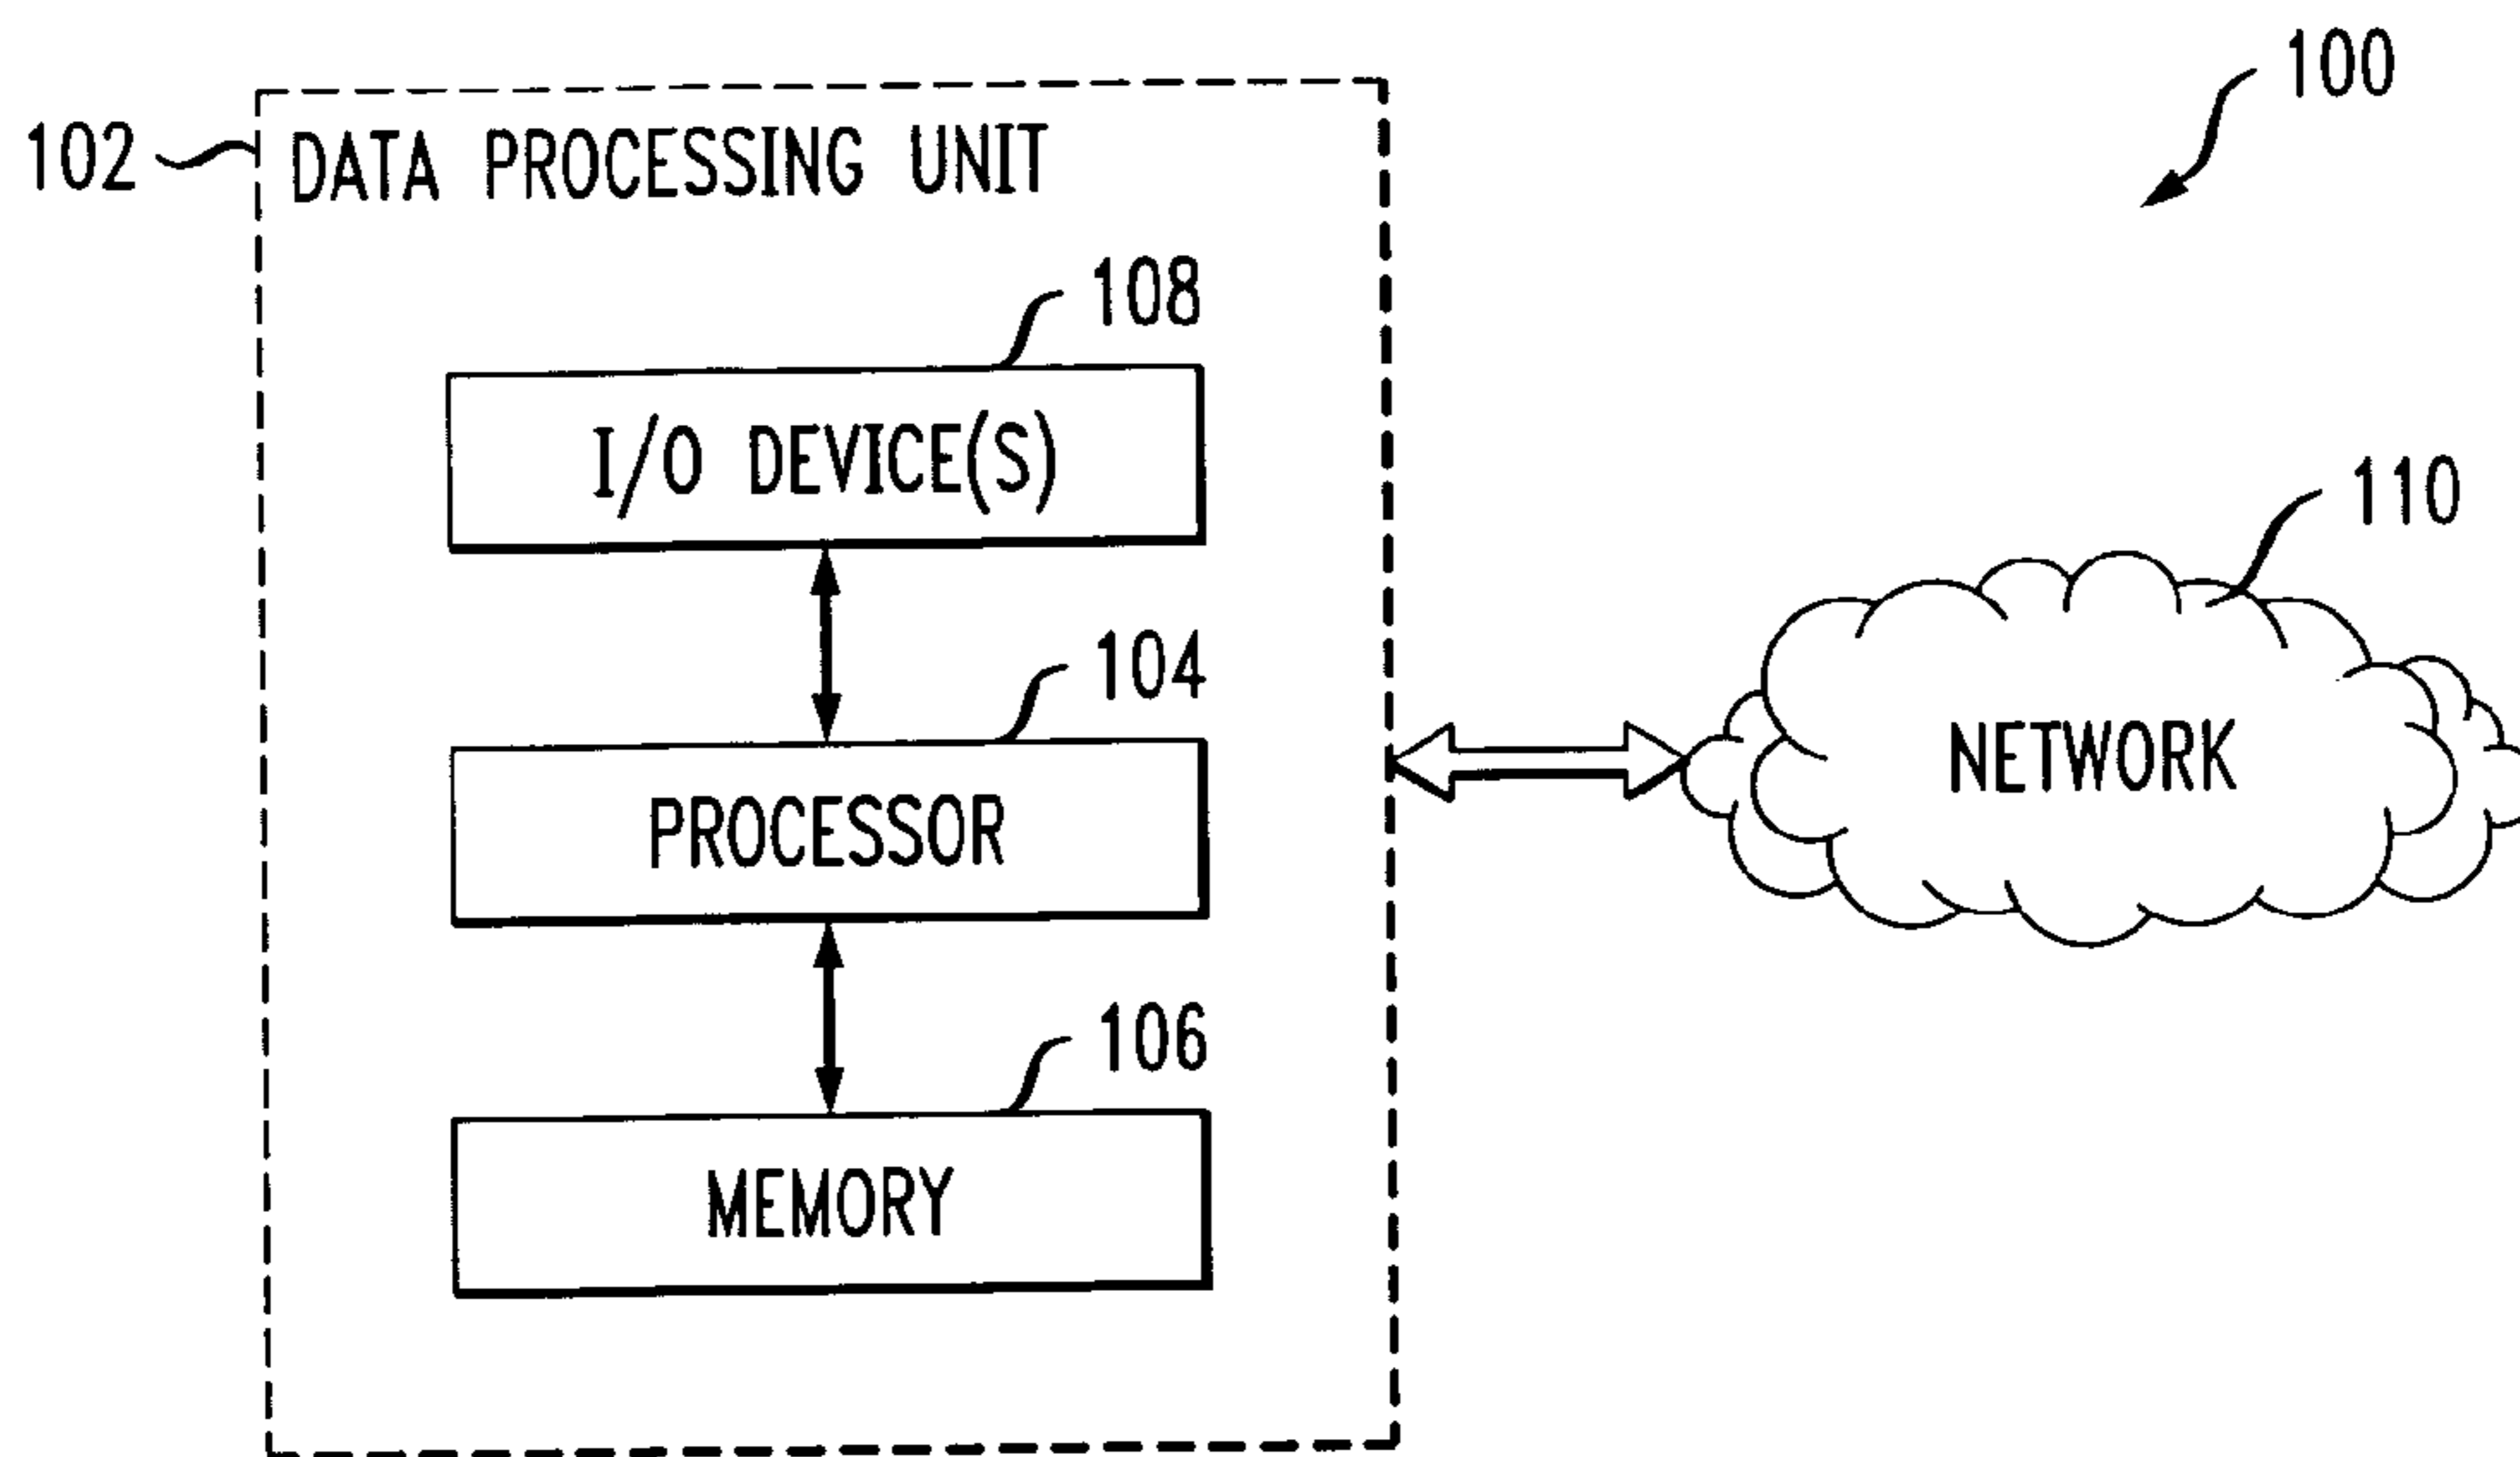 100
102
DATA PROCESSING UNIT
108
I/O DEVICE(S)
110
104
NETWORK
PROCESSOR
106
MEMORY